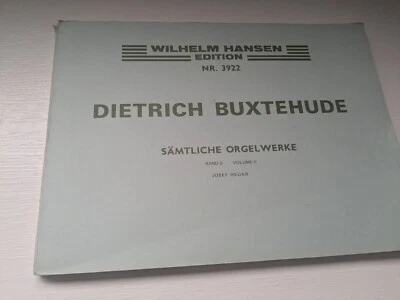 WILHELM HANSEN
EDITION
NR. 3922
DIETRICH BUXTEHUDE
SÄMTLICHE ORGELWERKE
BAND II VOLUME II
JOSEF HEDAR